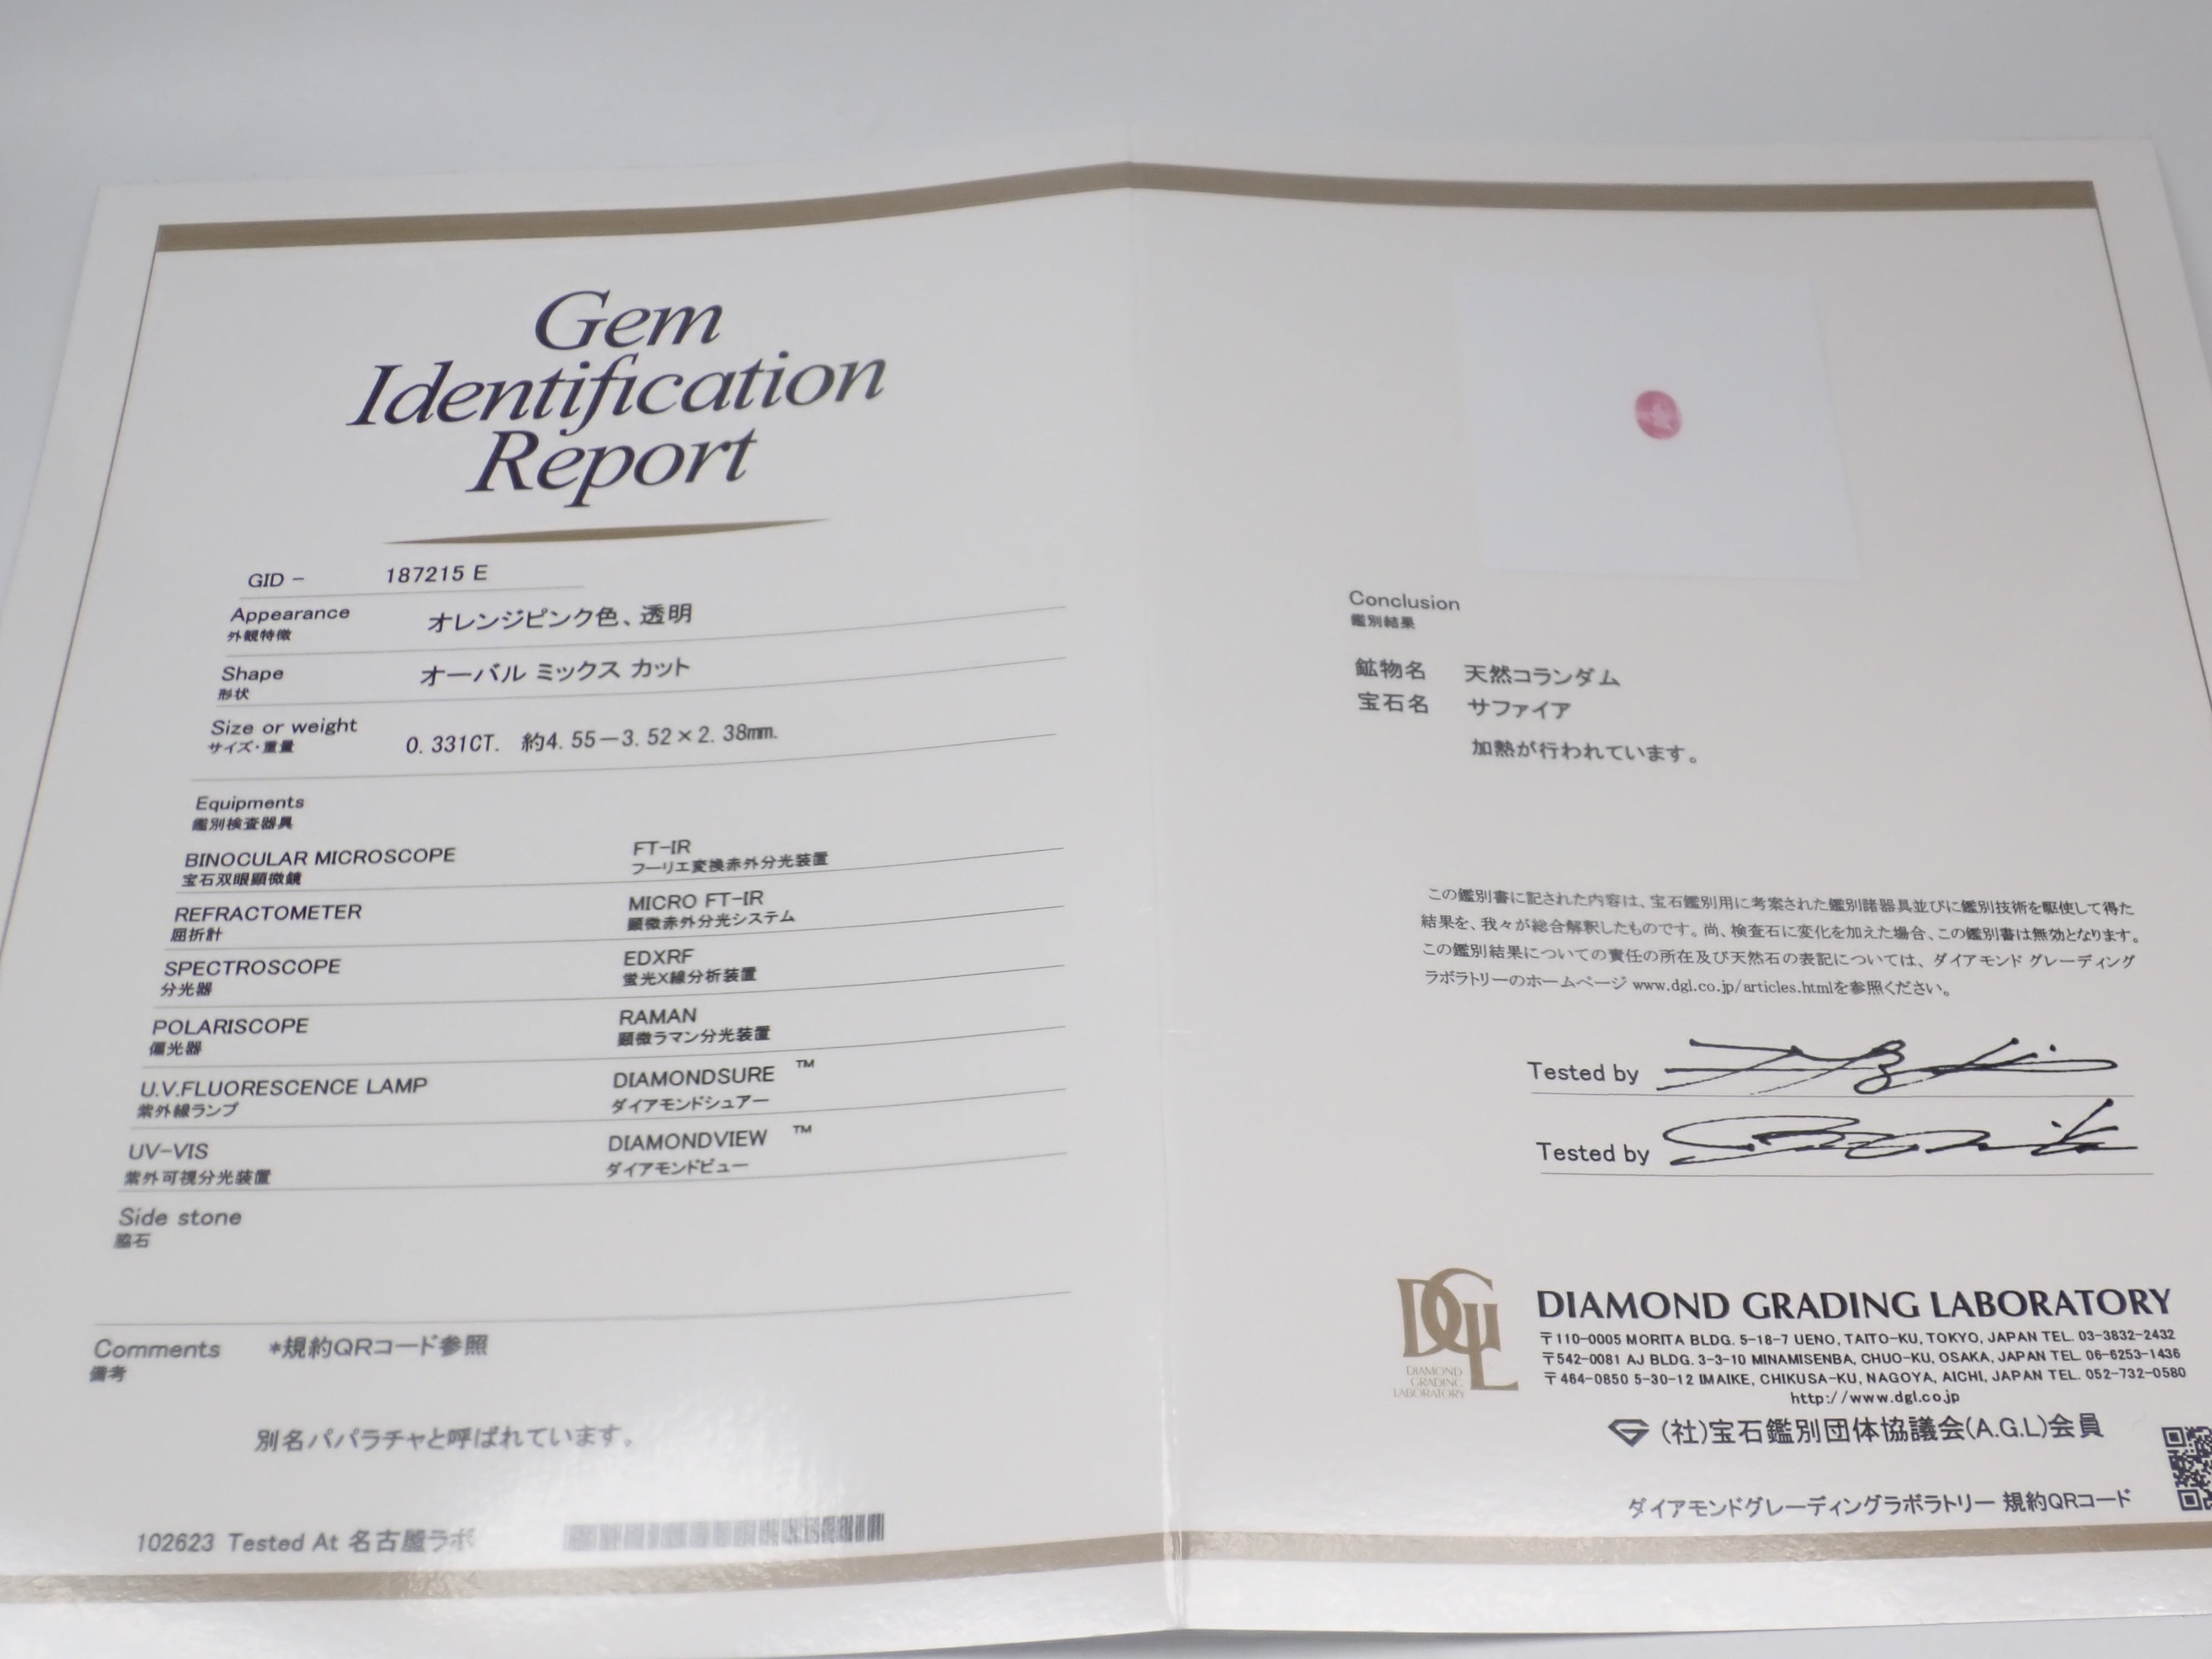 Gem
Identification
Report
GID － 187215 E
Appearance オレンジピンク色、透明
外観特徴
Shape オーバル ミックス カット
形状
Size or weight 0.331CT. 約4.55－3.52×2.38mm.
サイズ・重量
Equipments
鑑別検査器具
BINOCULAR MICROSCOPE
宝石双眼顕微鏡
REFRACTOMETER
屈折計
SPECTROSCOPE
分光器
POLARISCOPE
偏光器
U.V.FLUORESCENCE LAMP
紫外線ランプ
UV-VIS
紫外可視分光装置
FT-IR
フーリエ変換赤外分光装置
MICRO FT-IR
顕微赤外分光システム
EDXRF
蛍光X線分析装置
RAMAN
顕微ラマン分光装置
DIAMONDSURE ™
ダイアモンドシュアー
DIAMONDVIEW ™
ダイアモンドビュー
Side stone
脇石
Comments *規約QRコード参照
備考
別名パパラチャと呼ばれています。
102623 Tested At 名古屋ラボ
Conclusion
鑑別結果
鉱物名 天然コランダム
宝石名 サファイア
加熱が行われています。
この鑑別書に記された内容は、宝石鑑別用に考案された鑑別諸器具並びに鑑別技術を駆使して得た
結果を、我々が総合解釈したものです。尚、検査石に変化を加えた場合、この鑑別書は無効となります。
この鑑別結果についての責任の所在及び天然石の表記については、ダイアモンド グレーディング
ラボラトリーのホームページ www.dgl.co.jp/articles.htmlを参照ください。
Tested by
Tested by
DGL
DIAMOND
GRADING
LABORATORY
DIAMOND GRADING LABORATORY
〒110-0005 MORITA BLDG. 5-18-7 UENO, TAITO-KU, TOKYO, JAPAN TEL. 03-3832-2432
〒542-0081 AJ BLDG. 3-3-10 MINAMISENBA, CHUO-KU, OSAKA, JAPAN TEL. 06-6253-1436
〒464-0850 5-30-12 IMAIKE, CHIKUSA-KU, NAGOYA, AICHI, JAPAN TEL. 052-732-0580
http://www.dgl.co.jp
(社)宝石鑑別団体協議会(A.G.L)会員
ダイアモンドグレーディングラボラトリー 規約QRコード